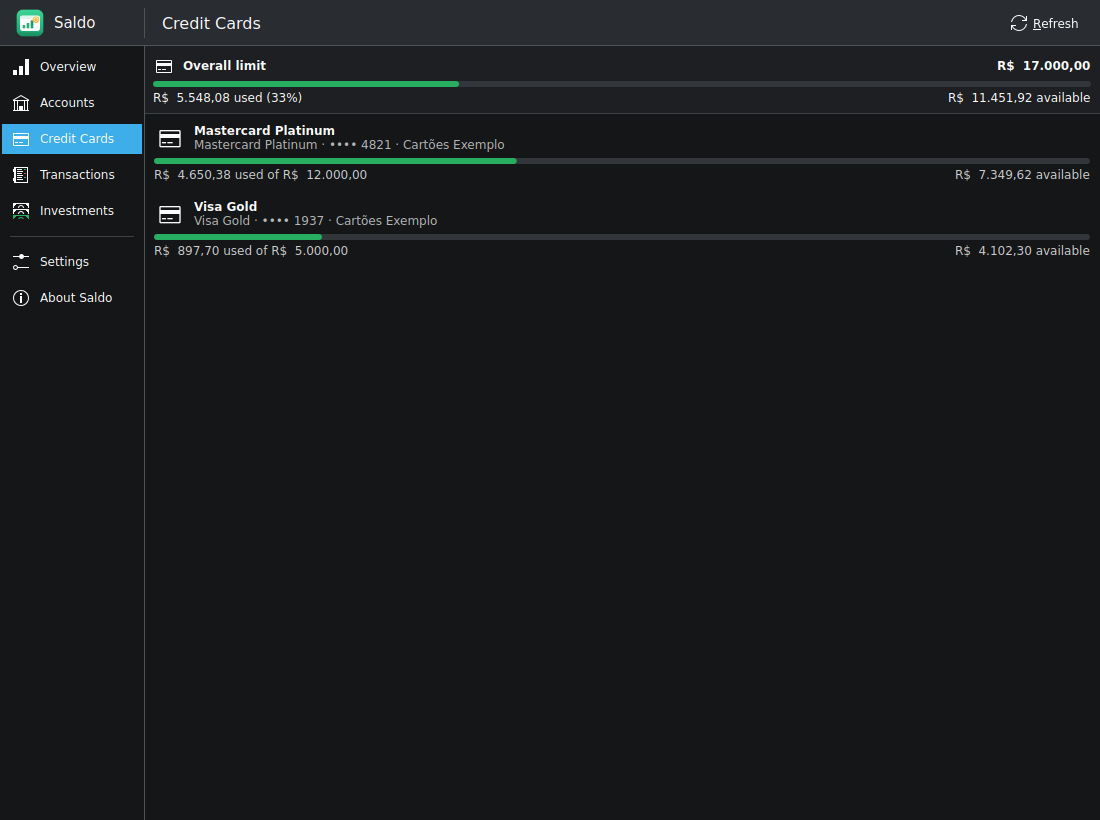 Saldo
Credit Cards
Refresh
Overview
Accounts
Credit Cards
Transactions
Investments
Settings
About Saldo
Overall limit
R$ 17.000,00
R$ 5.548,08 used (33%)
R$ 11.451,92 available
Mastercard Platinum
Mastercard Platinum · •••• 4821 · Cartões Exemplo
R$ 4.650,38 used of R$ 12.000,00
R$ 7.349,62 available
Visa Gold
Visa Gold · •••• 1937 · Cartões Exemplo
R$ 897,70 used of R$ 5.000,00
R$ 4.102,30 available